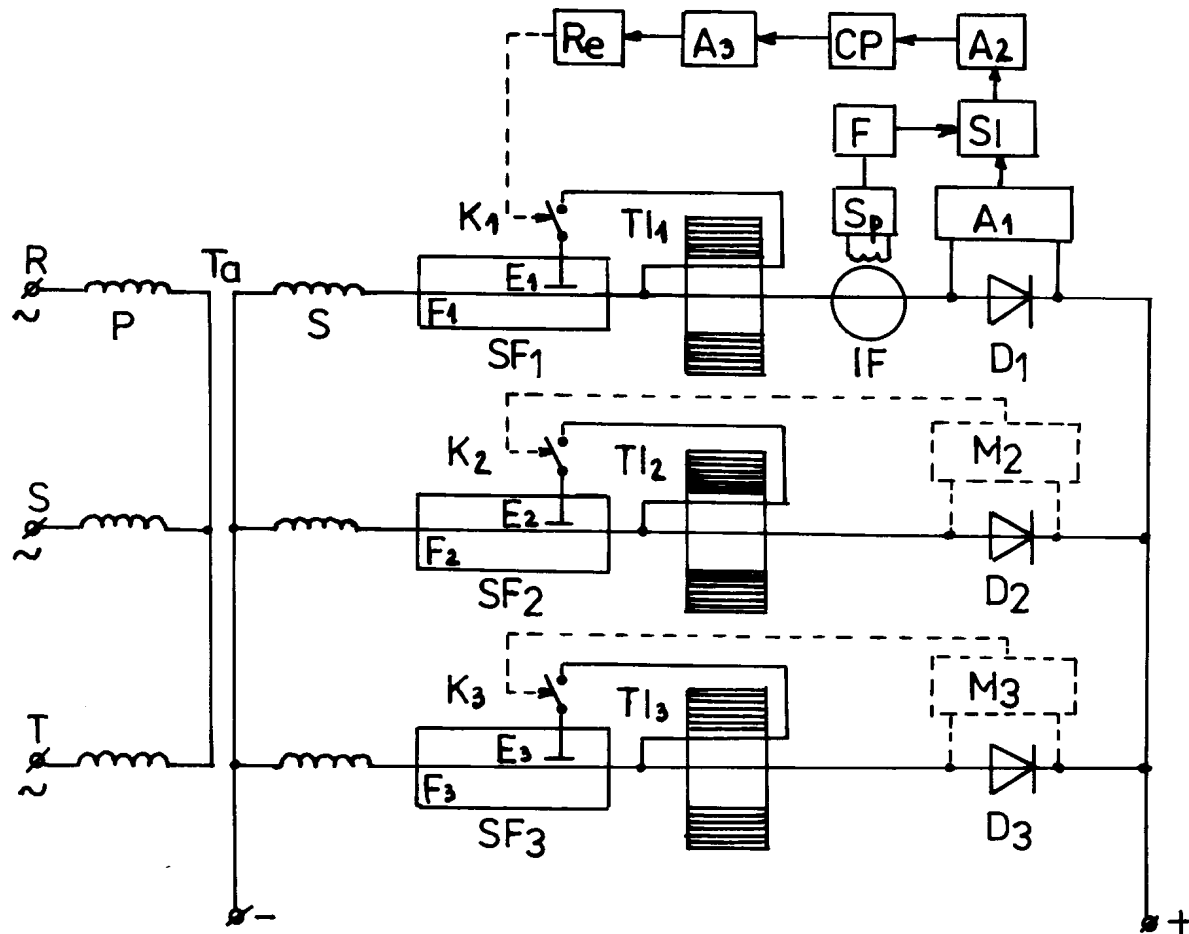 Re A3 CP A2
F S1
K1 TI1 Sp A1
R Ta
E1
~ F1
P S SF1 IF D1
K2 TI2 M2
S
E2
~ F2
SF2 D2
K3 TI3 M3
T
E3
~ F3
SF3 D3
- +